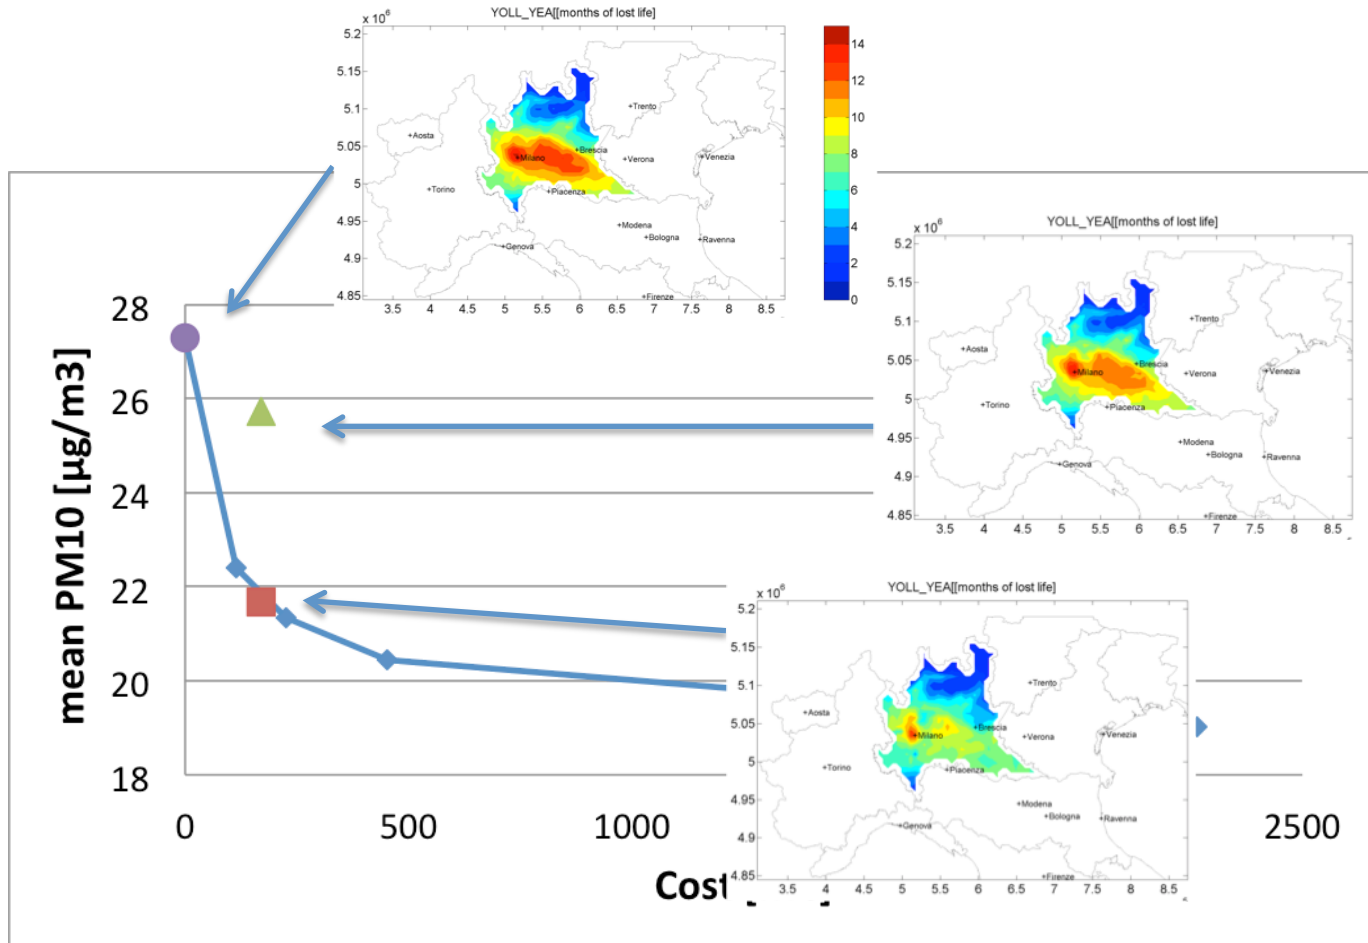 YOLL_YEA[[months of lost life]
x 10⁶
5.2
5.15
5.1
5.05
5
4.95
4.9
4.85
3.5 4 4.5 5 5.5 6 6.5 7 7.5 8 8.5
+Aosta
+Trento
+Milano
+Brescia
+Verona
+Venezia
+Torino
+Piacenza
+Modena
+Bologna
+Ravenna
+Genova
+Firenze
14
12
10
8
6
4
2
0
YOLL_YEA[[months of lost life]
x 10⁶
5.2
5.15
5.1
5.05
5
4.95
4.9
4.85
3.5 4 4.5 5 5.5 6 6.5 7 7.5 8 8.5
+Trento
+Aosta
+Milano
+Brescia
+Verona
+Venezia
+Torino
+Piacenza
+Modena
+Bologna
+Ravenna
+Genova
+Firenze
28
26
24
22
20
18
mean PM10 [µg/m3]
0 500 1000 2500
Cost
YOLL_YEA[[months of lost life]
x 10⁶
5.2
5.15
5.1
5.05
5
4.95
4.9
4.85
3.5 4 4.5 5 5.5 6 6.5 7 7.5 8 8.5
+Trento
+Aosta
+Milano
+Brescia
+Verona
+Venezia
+Torino
+Piacenza
+Modena
+Bologna
+Ravenna
+Genova
+Firenze